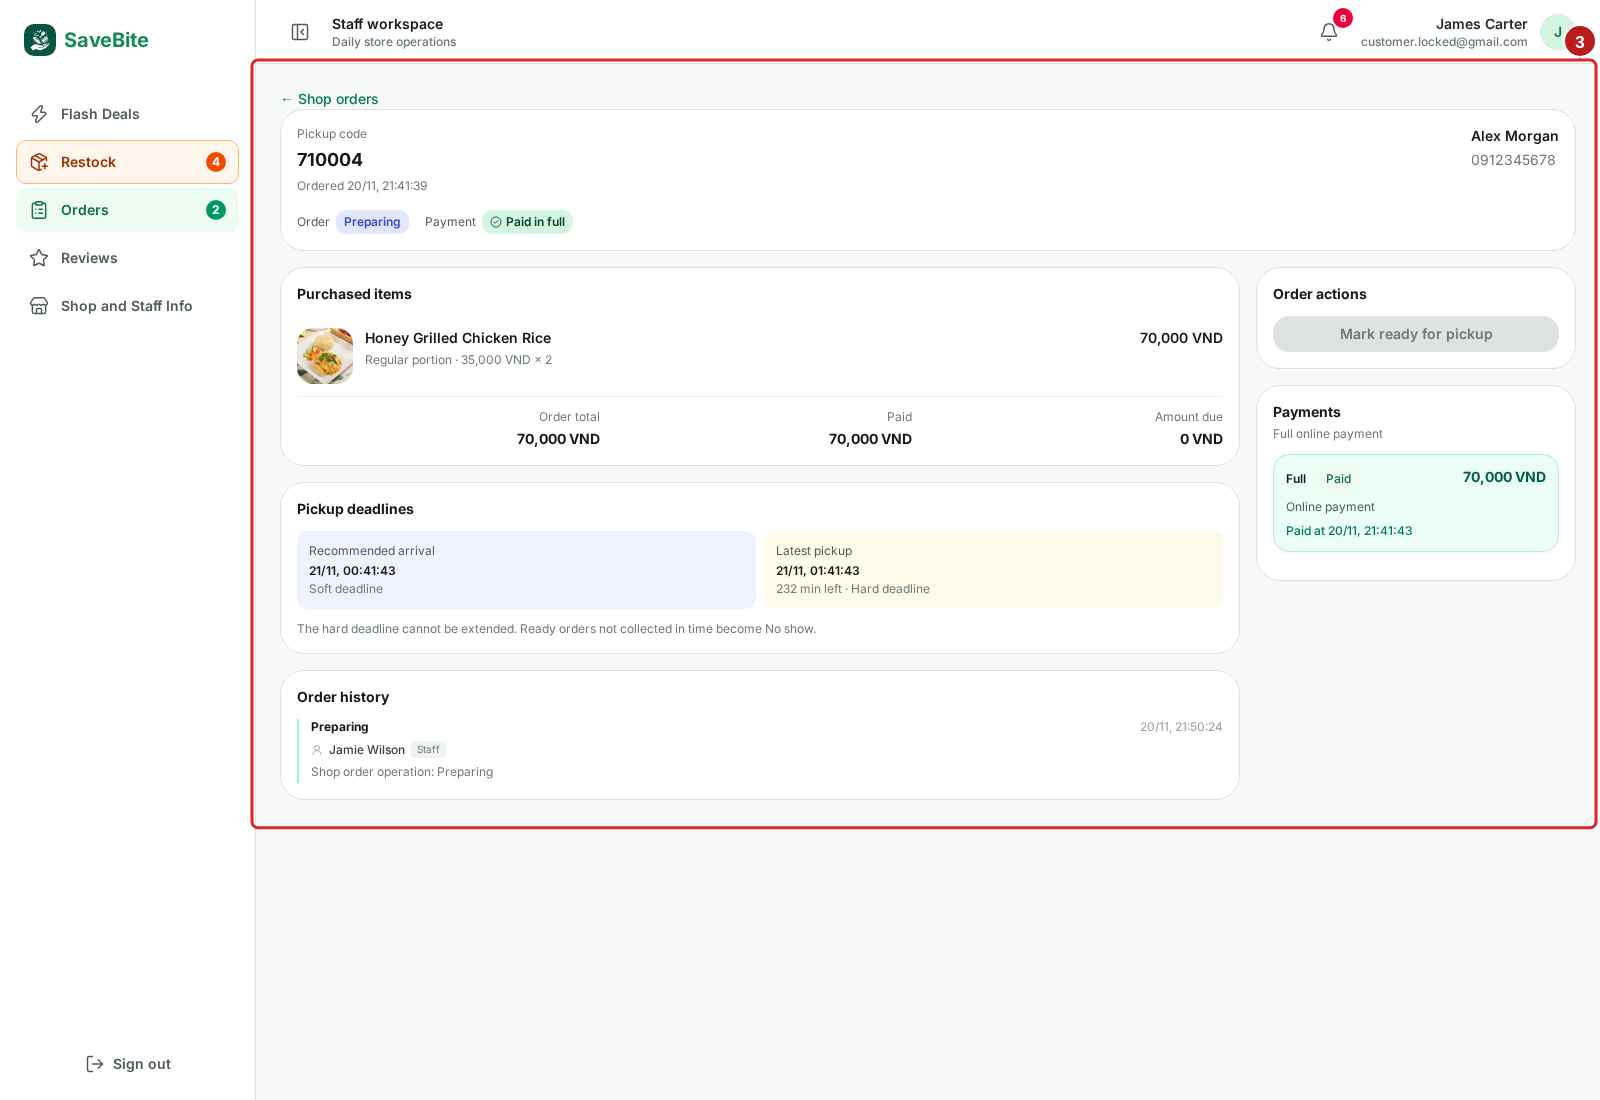 SaveBite
Flash Deals
Restock 4
Orders 2
Reviews
Shop and Staff Info
Sign out
Staff workspace
Daily store operations
6
James Carter
customer.locked@gmail.com
J
3
← Shop orders
Pickup code
710004
Ordered 20/11, 21:41:39
Order Preparing Payment Paid in full
Alex Morgan
0912345678
Purchased items
Honey Grilled Chicken Rice 70,000 VND
Regular portion · 35,000 VND × 2
Order total Paid Amount due
70,000 VND 70,000 VND 0 VND
Pickup deadlines
Recommended arrival
21/11, 00:41:43
Soft deadline
Latest pickup
21/11, 01:41:43
232 min left · Hard deadline
The hard deadline cannot be extended. Ready orders not collected in time become No show.
Order history
Preparing 20/11, 21:50:24
Jamie Wilson Staff
Shop order operation: Preparing
Order actions
Mark ready for pickup
Payments
Full online payment
Full Paid 70,000 VND
Online payment
Paid at 20/11, 21:41:43